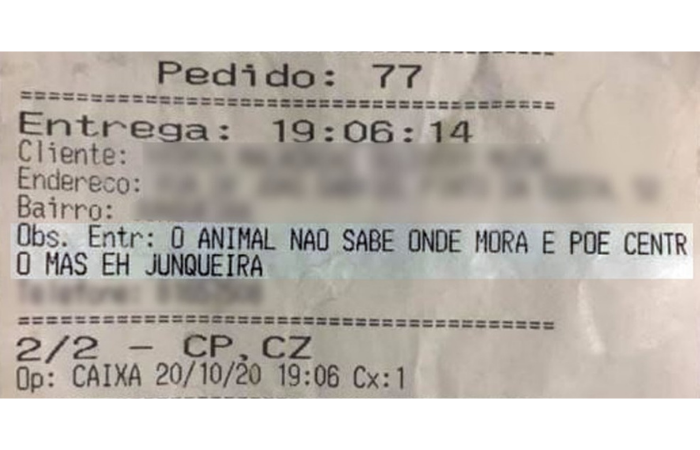 Pedido: 77
Entrega: 19:06:14
Cliente:
Endereco:
Bairro:
Obs. Entr: O ANIMAL NAO SABE ONDE MORA E POE CENTR
O MAS EH JUNQUEIRA
2/2 - CP,CZ
Op: CAIXA 20/10/20 19:06 Cx:1